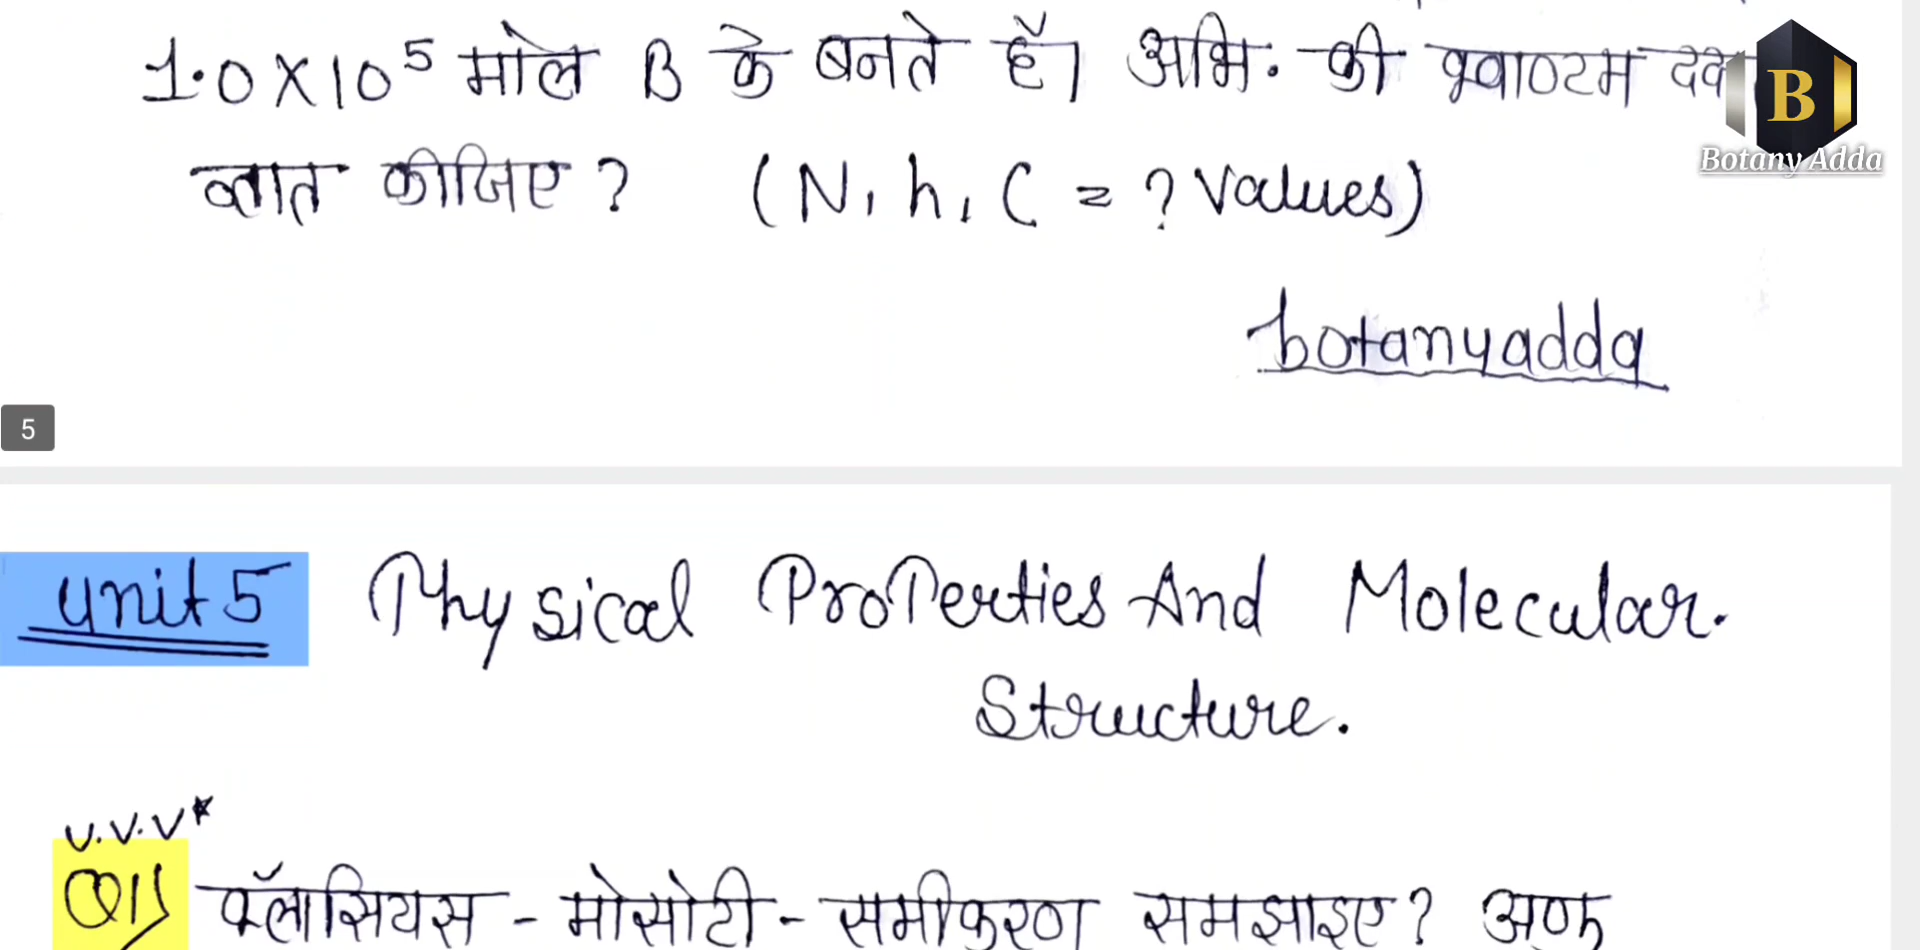 1.0 X 10⁵ मोल B के बनते हैं। अभि. की क्वाण्टम
B
Botany Adda
ज्ञात कीजिए ? (N, h, C = ? values)
botanyadda
5
Unit 5 Physical Properties And Molecular.
Structure.
V.V.V*
Q1) क्लॉसियस - मोसोटी - समीकरण समझाइए ?